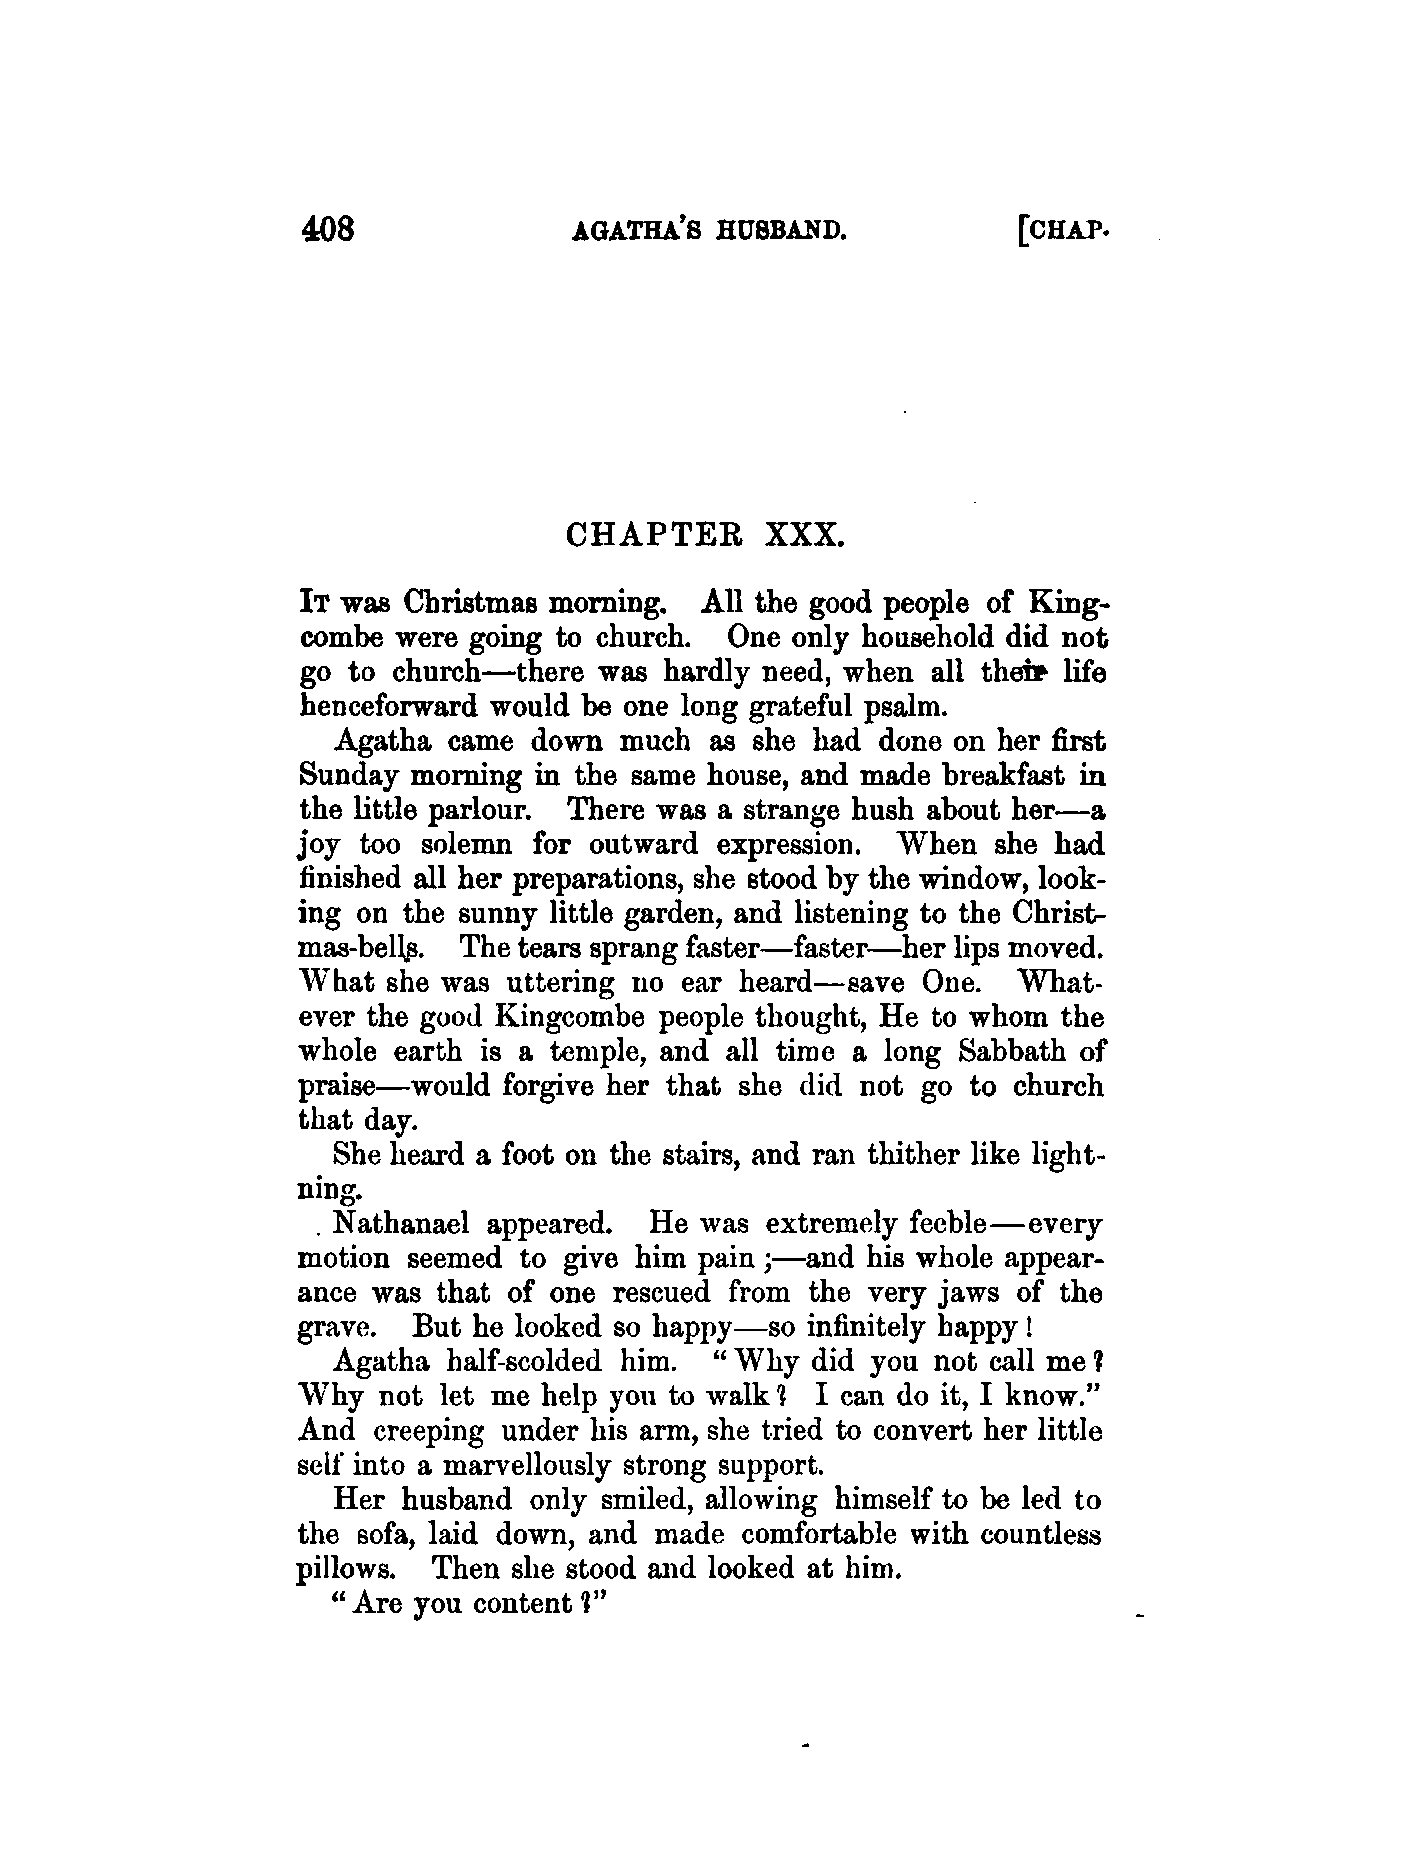 408 AGATHA'S HUSBAND. [CHAP.
CHAPTER XXX.
IT was Christmas morning. All the good people of King-
combe were going to church. One only household did not
go to church—there was hardly need, when all their life
henceforward would be one long grateful psalm.
Agatha came down much as she had done on her first
Sunday morning in the same house, and made breakfast in
the little parlour. There was a strange hush about her—a
joy too solemn for outward expression. When she had
finished all her preparations, she stood by the window, look-
ing on the sunny little garden, and listening to the Christ-
mas-bells. The tears sprang faster—faster—her lips moved.
What she was uttering no ear heard—save One. What-
ever the good Kingcombe people thought, He to whom the
whole earth is a temple, and all time a long Sabbath of
praise—would forgive her that she did not go to church
that day.
She heard a foot on the stairs, and ran thither like light-
ning.
Nathanael appeared. He was extremely feeble—every
motion seemed to give him pain;—and his whole appear-
ance was that of one rescued from the very jaws of the
grave. But he looked so happy—so infinitely happy!
Agatha half-scolded him. "Why did you not call me?
Why not let me help you to walk? I can do it, I know."
And creeping under his arm, she tried to convert her little
self into a marvellously strong support.
Her husband only smiled, allowing himself to be led to
the sofa, laid down, and made comfortable with countless
pillows. Then she stood and looked at him.
"Are you content?"